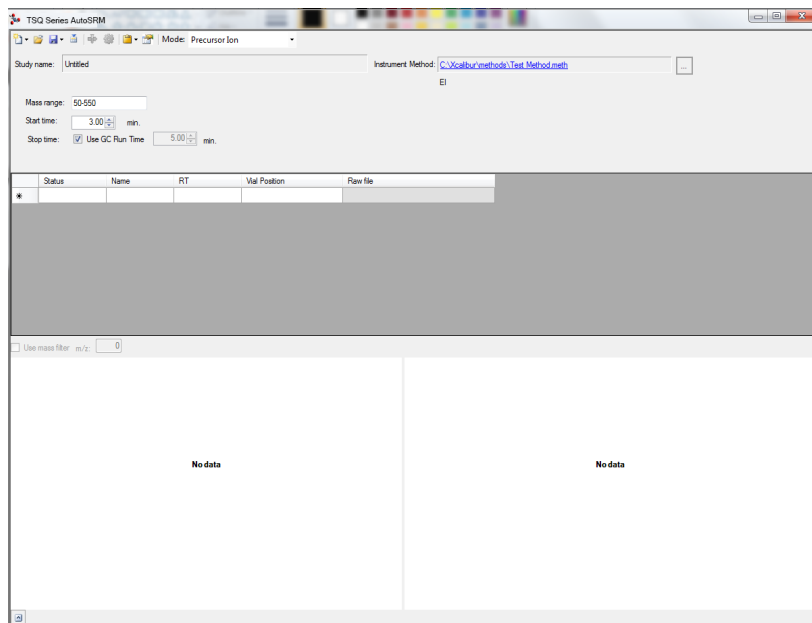 TSQ Series AutoSRM
Mode: Precursor Ion
Study name: Untitled Instrument Method: C:\Xcalibur\methods\Test Method.meth ...
EI
Mass range: 50-550
Start time: 3.00 min.
Stop time: Use GC Run Time 5.00 min.
Status Name RT Vial Position Raw file
Use mass filter m/z: 0
No data No data